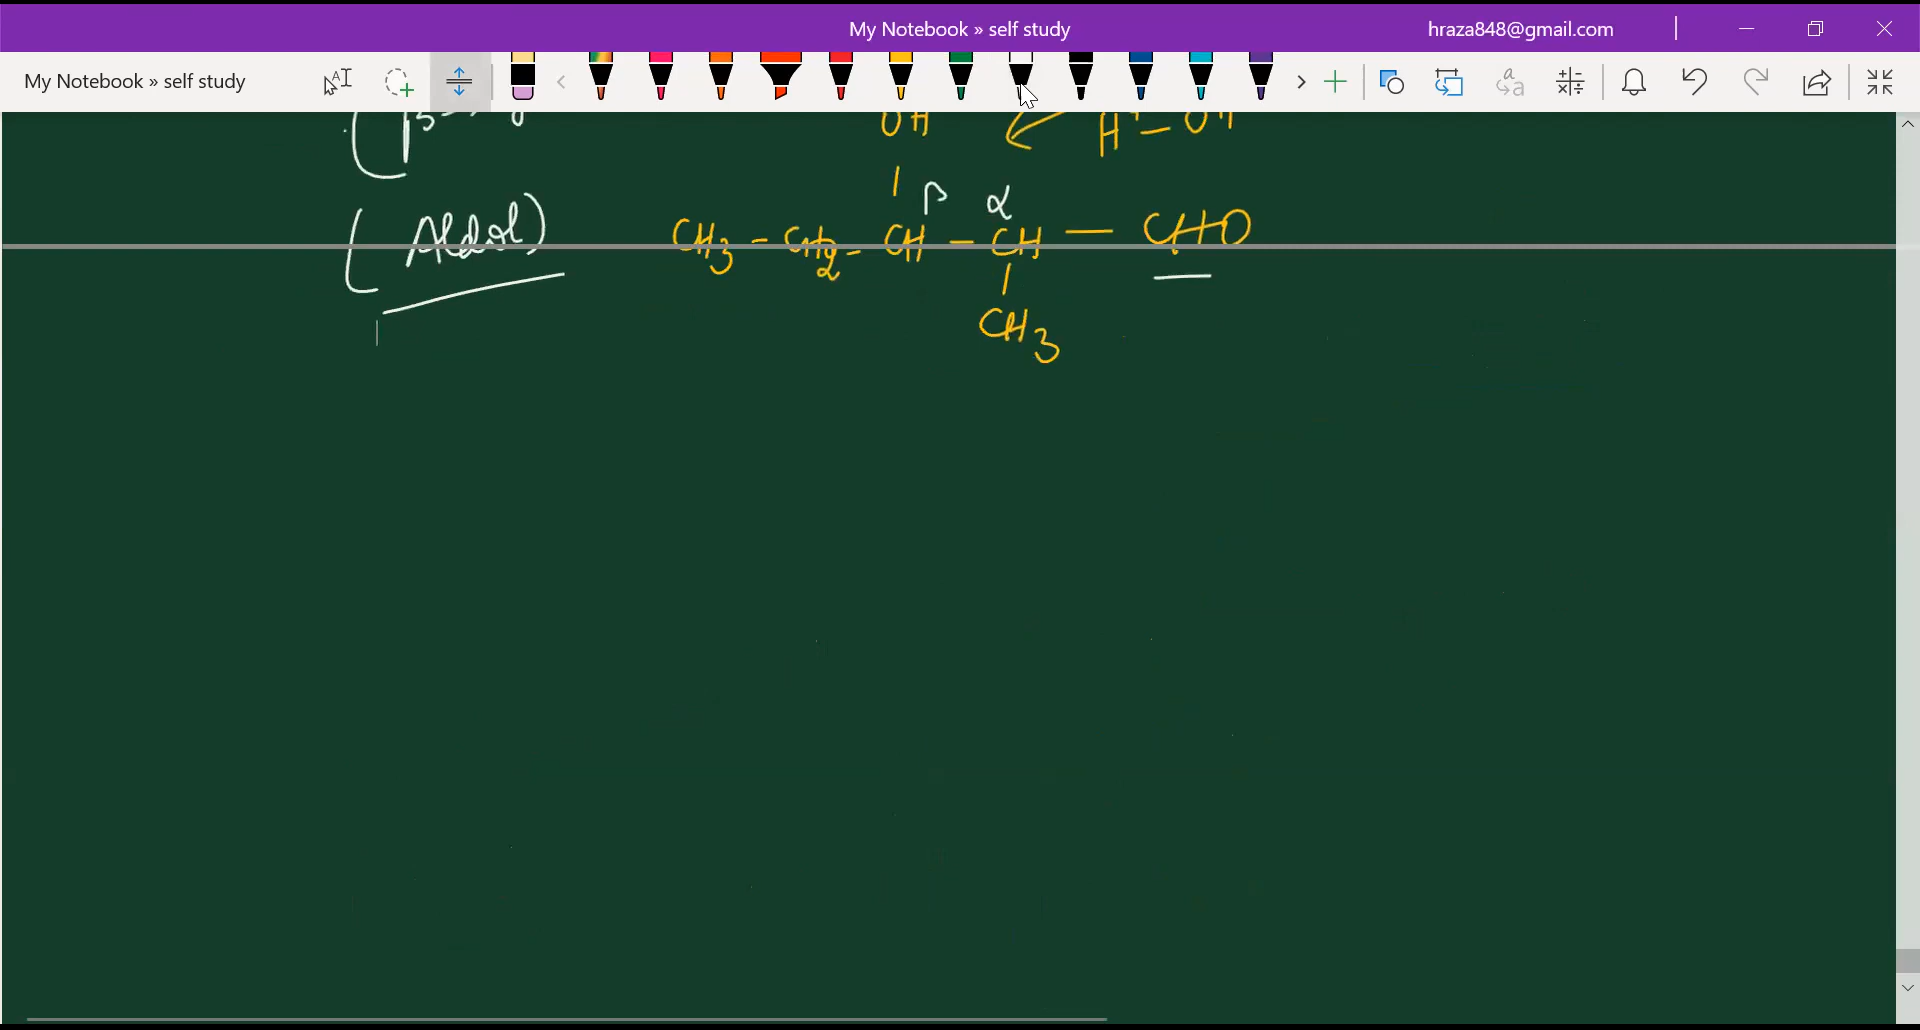 My Notebook » self study hraza848@gmail.com
My Notebook » self study
OH H⁺ – OH
β α
(Aldol) CH3 - CH2 - CH - CH — CHO
CH3